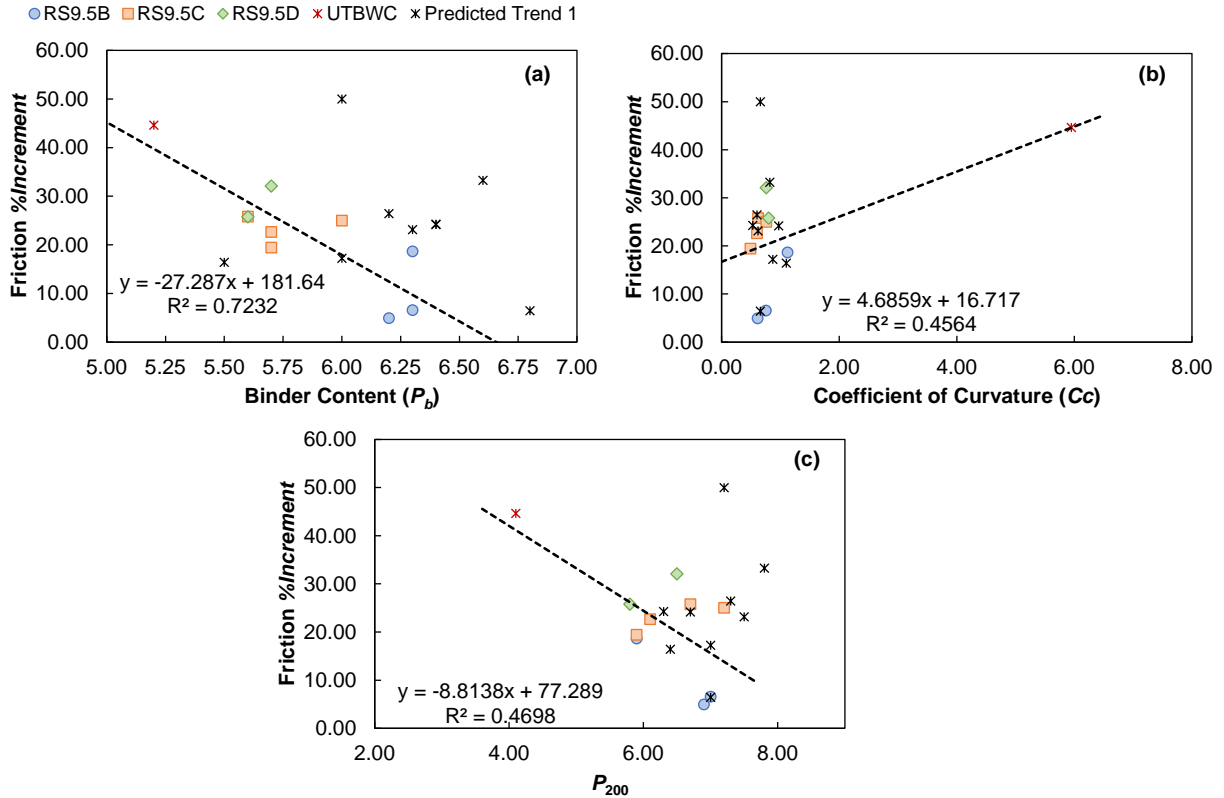 RS9.5B RS9.5C RS9.5D UTBWC Predicted Trend 1
60.00
50.00
40.00
30.00
20.00
10.00
0.00
Friction %Increment
(a)
y = -27.287x + 181.64
R² = 0.7232
5.00 5.25 5.50 5.75 6.00 6.25 6.50 6.75 7.00
Binder Content (P_b)
60.00
50.00
40.00
30.00
20.00
10.00
0.00
Friction %Increment
(b)
y = 4.6859x + 16.717
R² = 0.4564
0.00 2.00 4.00 6.00 8.00
Coefficient of Curvature (Cc)
60.00
50.00
40.00
30.00
20.00
10.00
0.00
Friction %Increment
(c)
y = -8.8138x + 77.289
R² = 0.4698
2.00 4.00 6.00 8.00
P₂₀₀